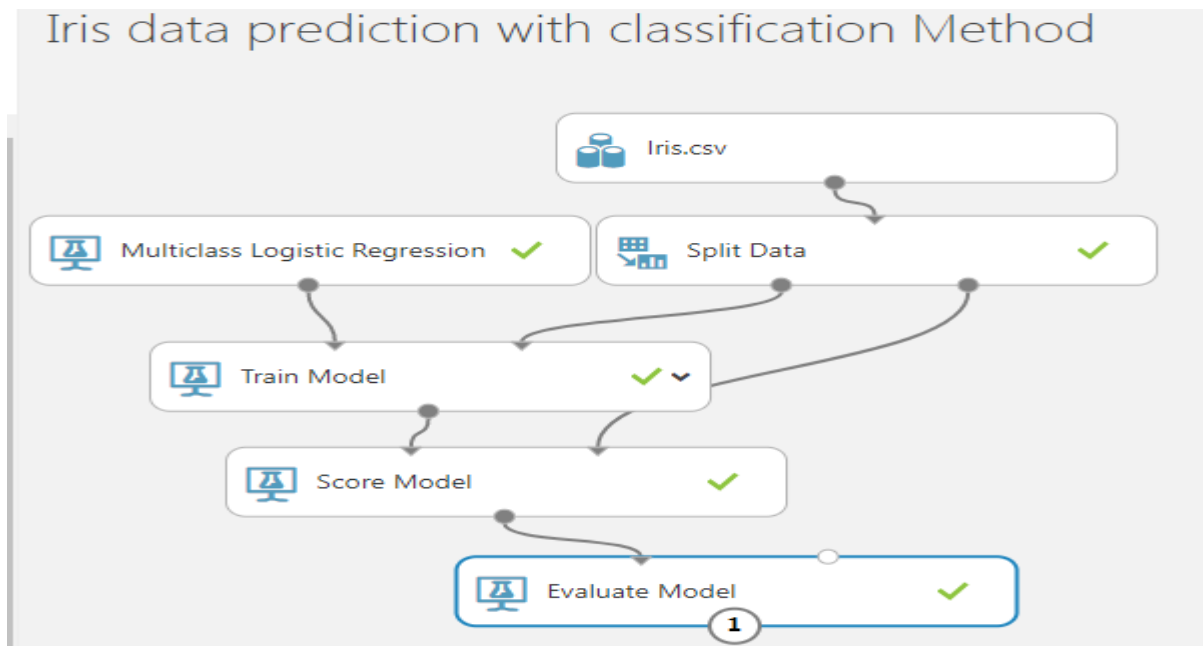 Iris data prediction with classification Method
Iris.csv
Multiclass Logistic Regression
Split Data
Train Model
Score Model
Evaluate Model
1